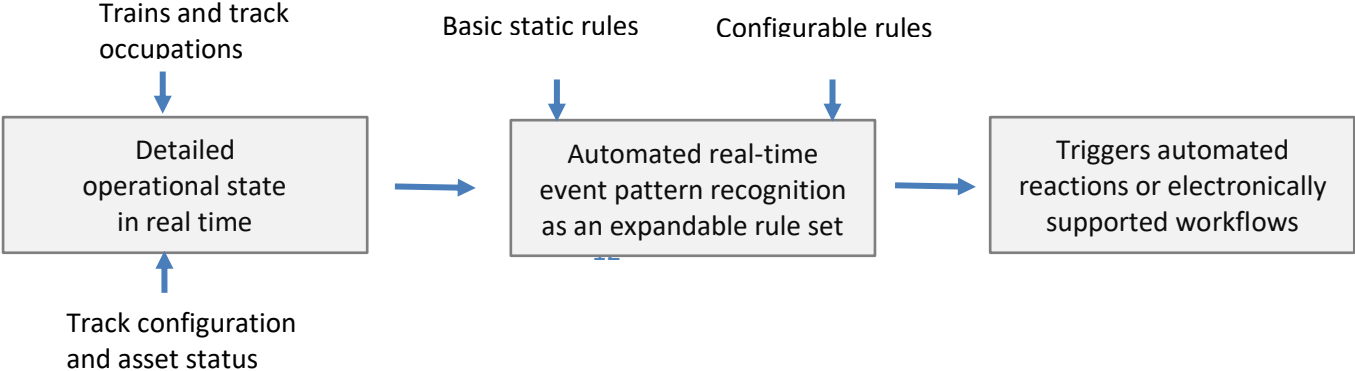 Trains and track
occupations
Basic static rules
Configurable rules
Detailed
operational state
in real time
Automated real-time
event pattern recognition
as an expandable rule set
Triggers automated
reactions or electronically
supported workflows
Track configuration
and asset status